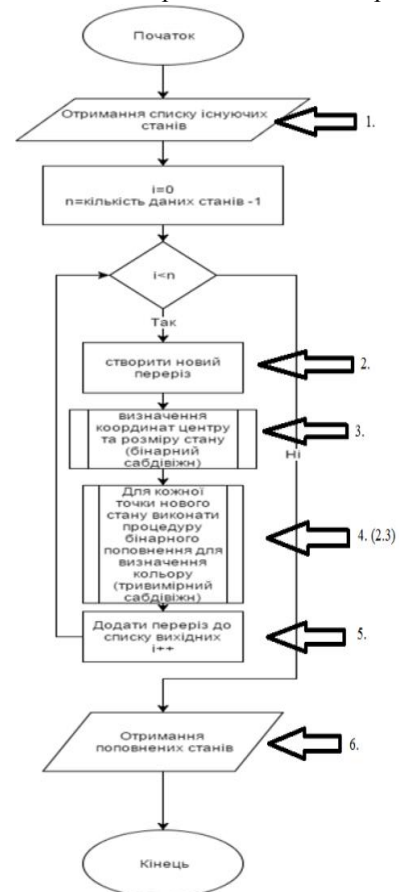 Початок
Отримання списку існуючих
станів
1.
i=0
n=кількість даних станів -1
i<n
Так
створити новий
переріз
2.
визначення
координат центру
та розміру стану
(бінарний
сабдівіжн)
3.
Ні
Для кожної
точки нового
стану виконати
процедуру
бінарного
поповнення для
визначення
кольору
(тривимірний
сабдівіжн)
4. (2.3)
Додати переріз до
списку вихідних
i++
5.
Отримання
поповнених станів
6.
Кінець